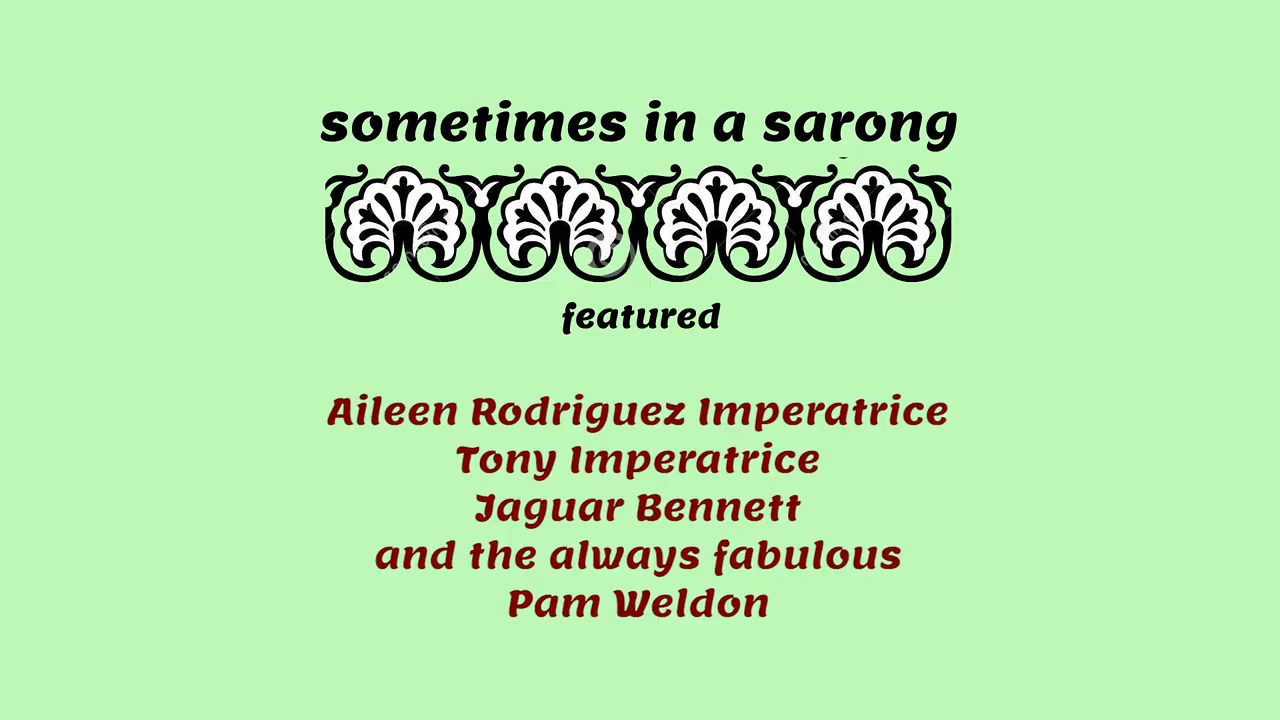 sometimes in a sarong
featured
Aileen Rodriguez Imperatrice
Tony Imperatrice
Jaguar Bennett
and the always fabulous
Pam Weldon